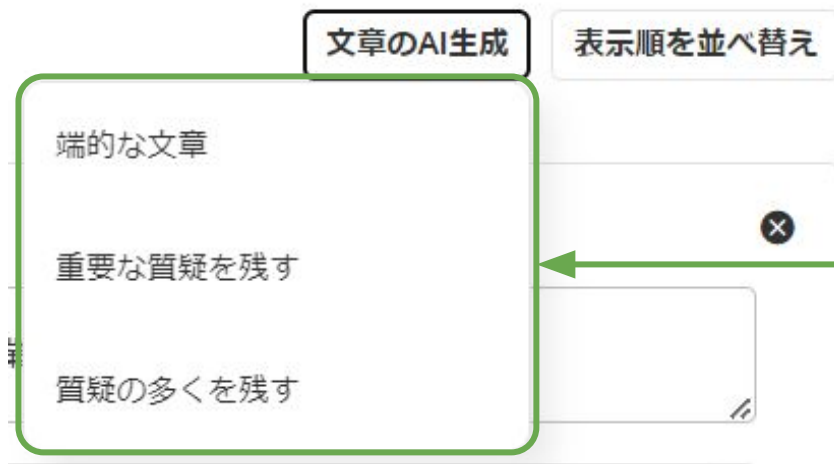 文章のAI生成
表示順を並べ替え
端的な文章
重要な質疑を残す
質疑の多くを残す